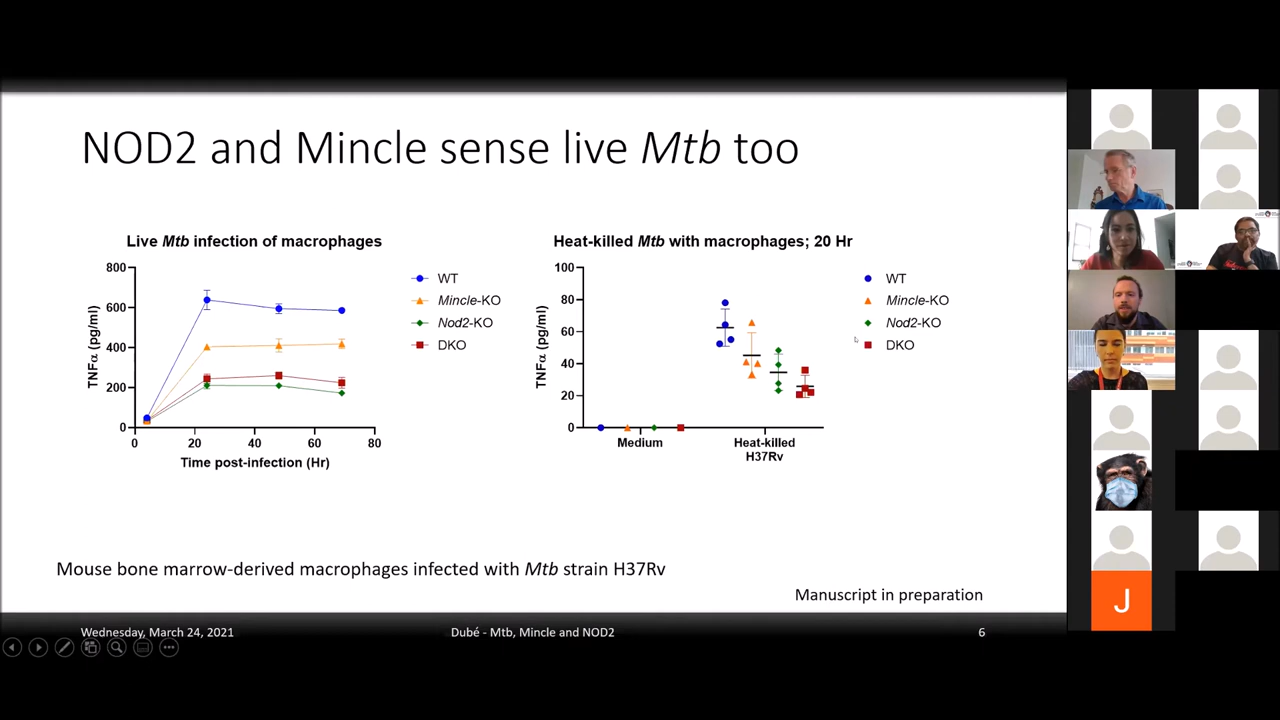 NOD2 and Mincle sense live Mtb too
Live Mtb infection of macrophages
800
600
400
200
0
TNFα (pg/ml)
0 20 40 60 80
Time post-infection (Hr)
WT
Mincle-KO
Nod2-KO
DKO
Heat-killed Mtb with macrophages; 20 Hr
100
80
60
40
20
0
TNFα (pg/ml)
Medium
Heat-killed
H37Rv
WT
Mincle-KO
Nod2-KO
DKO
Mouse bone marrow-derived macrophages infected with Mtb strain H37Rv
Manuscript in preparation
Wednesday, March 24, 2021 Dubé - Mtb, Mincle and NOD2 6
J